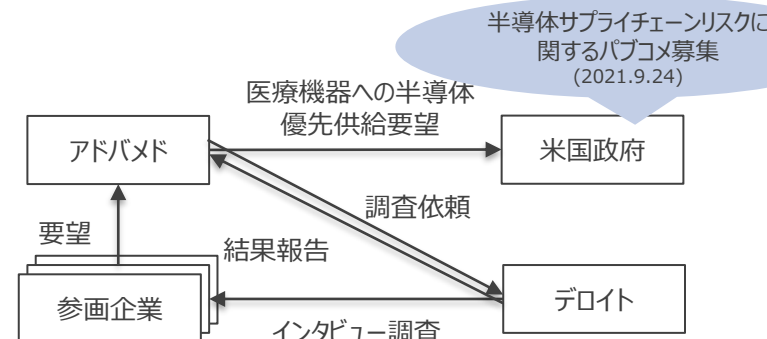 半導体サプライチェーンリスクに
関するパブコメ募集
(2021.9.24)
医療機器への半導体
優先供給要望
アドバメド
米国政府
調査依頼
要望
結果報告
参画企業
デロイト
インタビュー調査